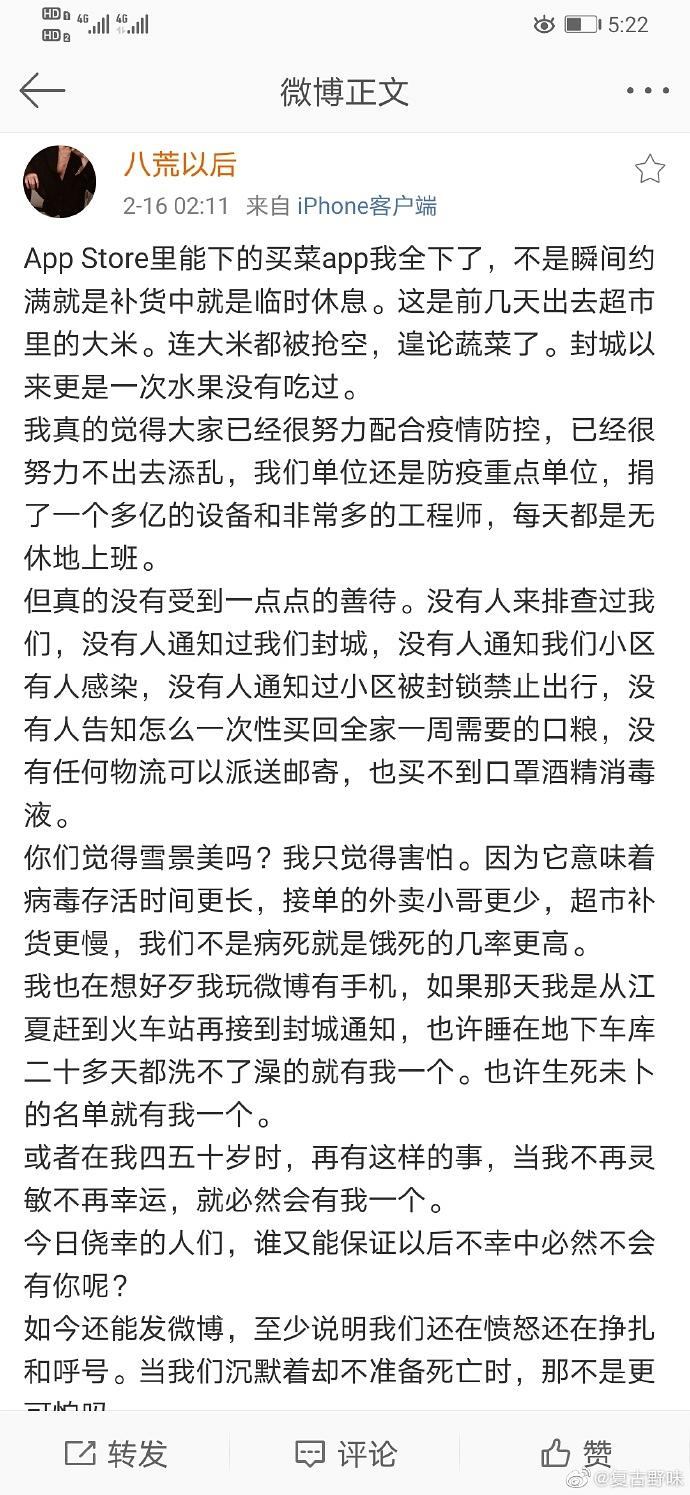 HD 1 4G 4G 5:22
HD 2
微博正文
八荒以后
2-16 02:11 来自 iPhone客户端
App Store里能下的买菜app我全下了，不是瞬间约
满就是补货中就是临时休息。这是前几天出去超市
里的大米。连大米都被抢空，遑论蔬菜了。封城以
来更是一次水果没有吃过。
我真的觉得大家已经很努力配合疫情防控，已经很
努力不出去添乱，我们单位还是防疫重点单位，捐
了一个多亿的设备和非常多的工程师，每天都是无
休地上班。
但真的没有受到一点点的善待。没有人来排查过我
们，没有人通知过我们封城，没有人通知我们小区
有人感染，没有人通知过小区被封锁禁止出行，没
有人告知怎么一次性买回全家一周需要的口粮，没
有任何物流可以派送邮寄，也买不到口罩酒精消毒
液。
你们觉得雪景美吗？我只觉得害怕。因为它意味着
病毒存活时间更长，接单的外卖小哥更少，超市补
货更慢，我们不是病死就是饿死的几率更高。
我也在想好歹我玩微博有手机，如果那天我是从江
夏赶到火车站再接到封城通知，也许睡在地下车库
二十多天都洗不了澡的就有我一个。也许生死未卜
的名单就有我一个。
或者在我四五十岁时，再有这样的事，当我不再灵
敏不再幸运，就必然会有我一个。
今日侥幸的人们，谁又能保证以后不幸中必然不会
有你呢？
如今还能发微博，至少说明我们还在愤怒还在挣扎
和呼号。当我们沉默着却不准备死亡时，那不是更
可怕吗
转发 评论 赞
@复古野味